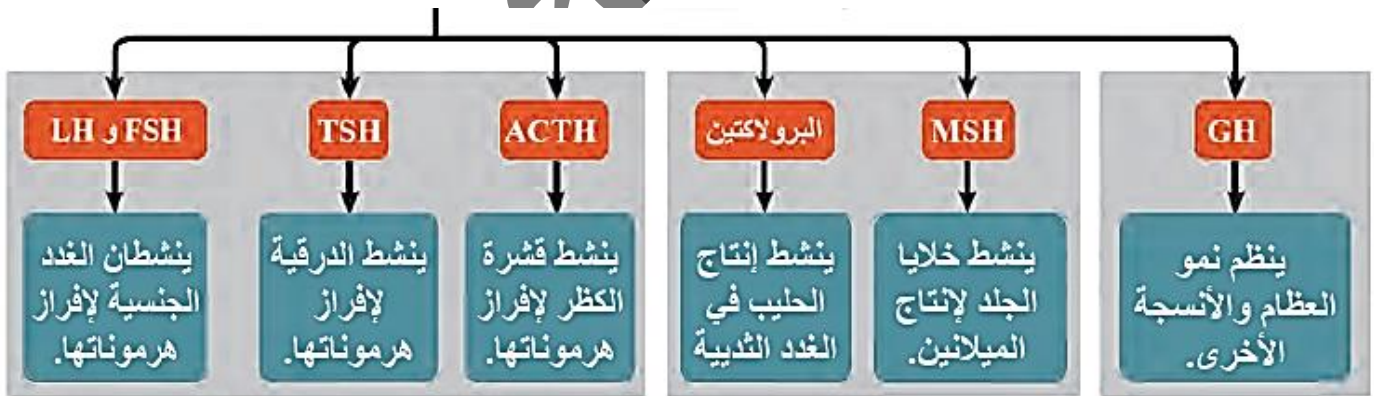 GH
MSH
البرولاكتين
ACTH
TSH
FSH و LH
ينظم نمو
العظام والأنسجة
الأخرى.
ينشط خلايا
الجلد لإنتاج
الميلانين.
ينشط إنتاج
الحليب في
الغدد الثديية
ينشط قشرة
الكظر لإفراز
هرموناتها.
ينشط الدرقية
لإفراز
هرموناتها.
ينشطان الغدد
الجنسية لإفراز
هرموناتها.